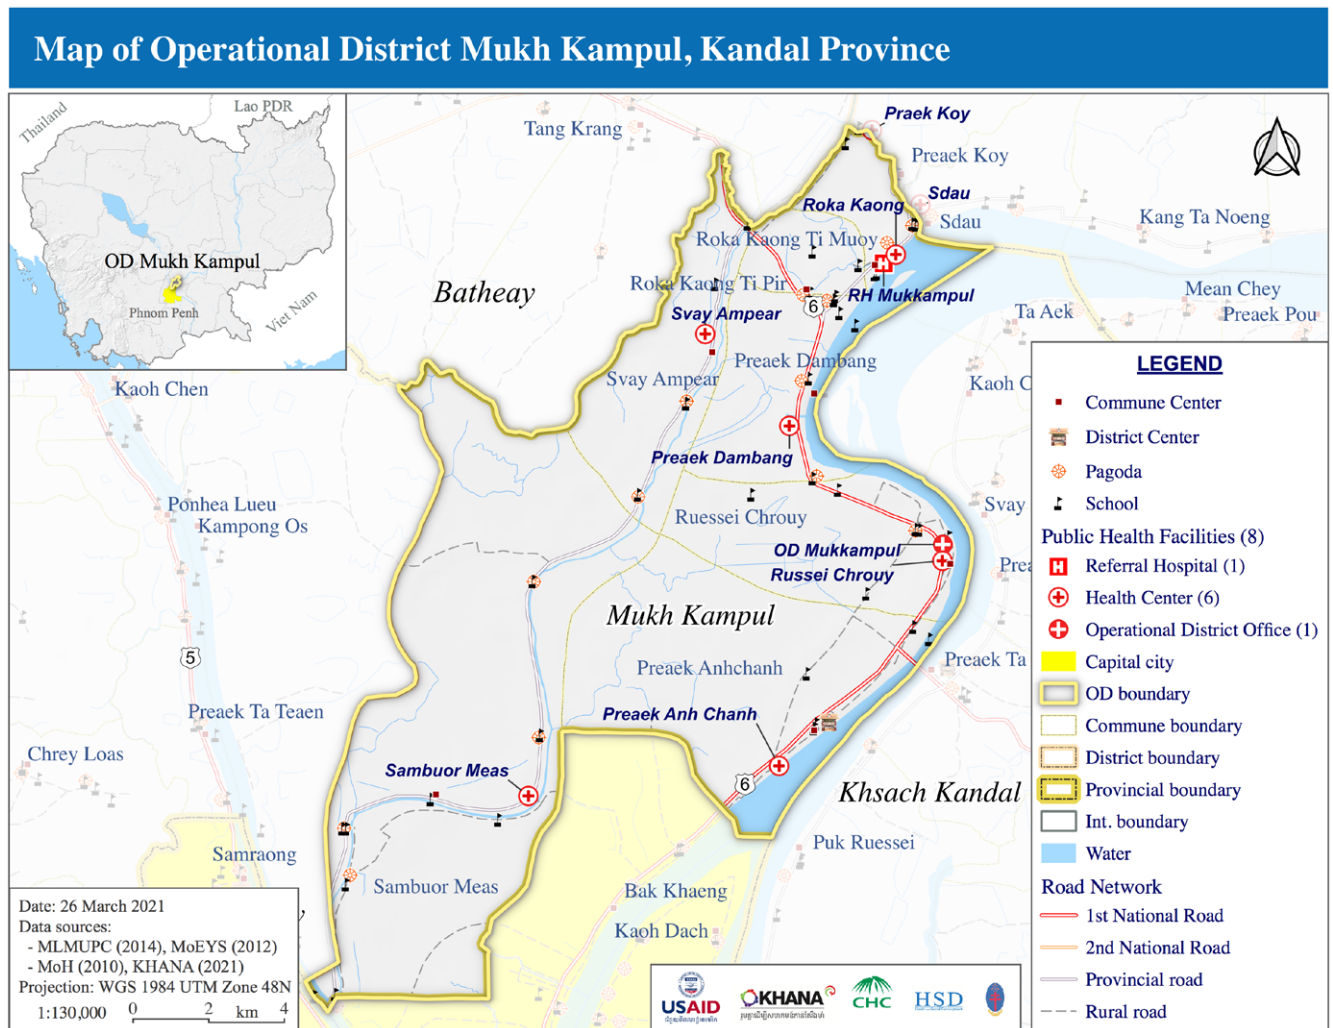 Map of Operational District Mukh Kampul, Kandal Province
Thailand
Lao PDR
OD Mukh Kampul
Phnom Penh
Viet Nam
Tang Krang
Praek Koy
Preaek Koy
Sdau
Sdau
Roka Kaong
Kang Ta Noeng
Roka Kaong Ti Muoy
Roka Kaong Ti Pir
RH Mukkampul
Batheay
Mean Chey
Preaek Pou
Ta Aek
Svay Ampear
6
Preaek Dambang
Svay Ampear
Kaoh C
Kaoh Chen
Preaek Dambang
Ponhea Lueu
Kampong Os
Ruessei Chrouy
Svay
OD Mukkampul
Russei Chrouy
Prea
Mukh Kampul
5
Preaek Anhchanh
Preaek Ta
Preaek Ta Teaen
Preaek Anh Chanh
Chrey Loas
Sambuor Meas
6
Khsach Kandal
Puk Ruessei
Samraong
Sambuor Meas
Bak Khaeng
Kaoh Dach
LEGEND
Commune Center
District Center
Pagoda
School
Public Health Facilities (8)
Referral Hospital (1)
Health Center (6)
Operational District Office (1)
Capital city
OD boundary
Commune boundary
District boundary
Provincial boundary
Int. boundary
Water
Road Network
1st National Road
2nd National Road
Provincial road
Rural road
Date: 26 March 2021
Data sources:
- MLMUPC (2014), MoEYS (2012)
- MoH (2010), KHANA (2021)
Projection: WGS 1984 UTM Zone 48N
1:130,000
0 2 km 4
USAID
KHANA
CHC
HSD